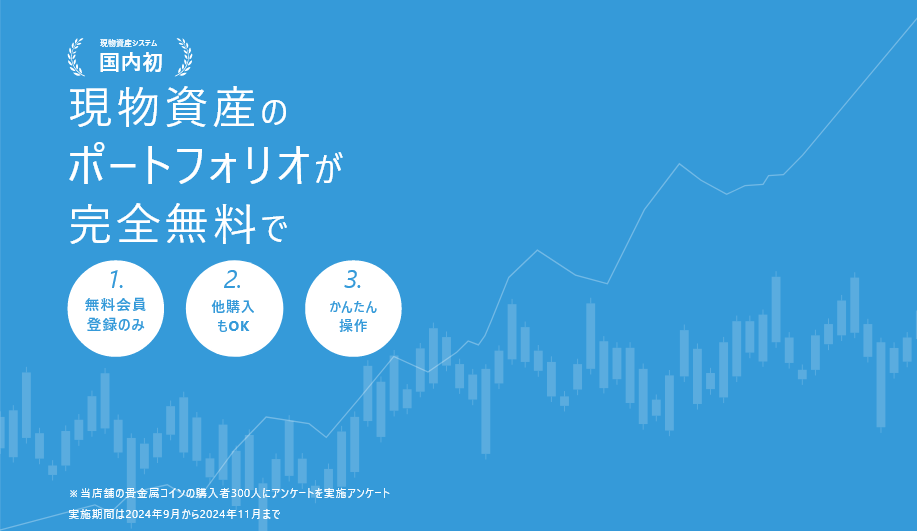 現物資産システム
国内初
現物資産の
ポートフォリオが
完全無料で
1.
無料会員
登録のみ
2.
他購入
もOK
3.
かんたん
操作
※当店舗の貴金属コインの購入者300人にアンケートを実施アンケート
実施期間は2024年9月から2024年11月まで